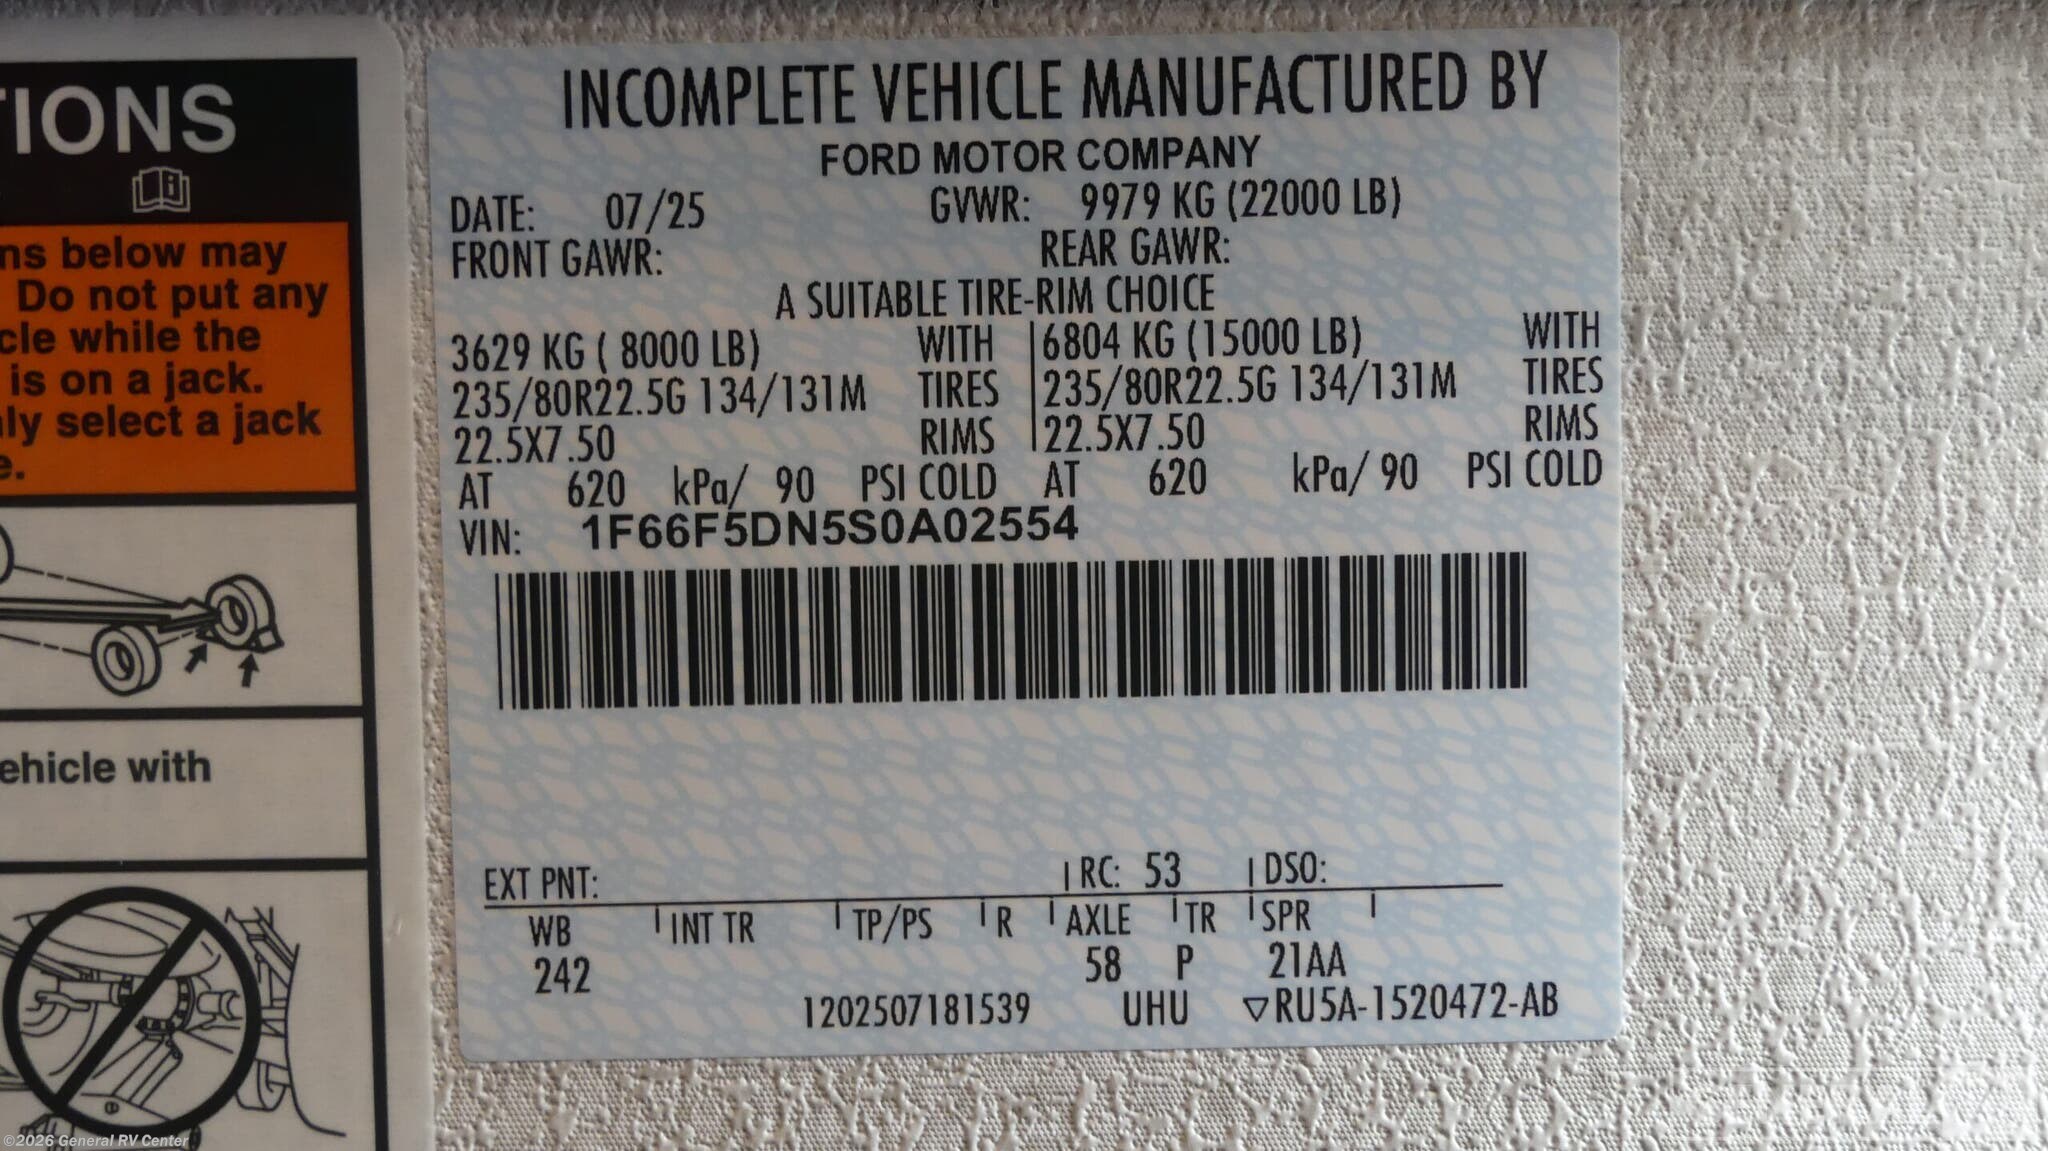 TIONS
ns below may
Do not put any
cle while the
is on a jack.
ly select a jack
e.
ehicle with
INCOMPLETE VEHICLE MANUFACTURED BY
FORD MOTOR COMPANY
DATE: 07/25 GVWR: 9979 KG (22000 LB)
FRONT GAWR: REAR GAWR:
A SUITABLE TIRE-RIM CHOICE
3629 KG ( 8000 LB) WITH 6804 KG (15000 LB) WITH
235/80R22.5G 134/131M TIRES 235/80R22.5G 134/131M TIRES
22.5X7.50 RIMS 22.5X7.50 RIMS
AT 620 kPa/ 90 PSI COLD AT 620 kPa/ 90 PSI COLD
VIN: 1F66F5DN5S0A02554
EXT PNT: RC: 53 DSO:
WB INT TR TP/PS R AXLE TR SPR
242 58 P 21AA
1202507181539 UHU RU5A-1520472-AB
©2026 General RV Center